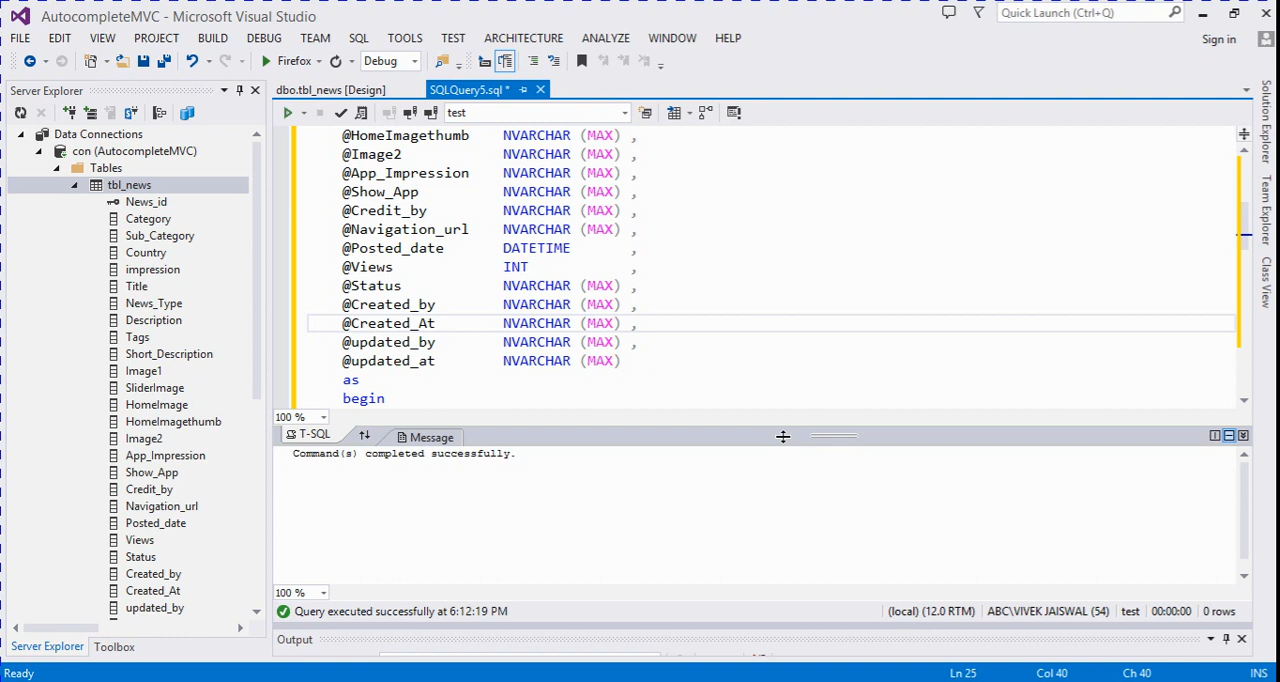 AutocompleteMVC - Microsoft Visual Studio
Quick Launch (Ctrl+Q)
FILE EDIT VIEW PROJECT BUILD DEBUG TEAM SQL TOOLS TEST ARCHITECTURE ANALYZE WINDOW HELP
Sign in
Firefox
Debug
Server Explorer
dbo.tbl_news [Design]
SQLQuery5.sql *
test
Data Connections
con (AutocompleteMVC)
Tables
tbl_news
News_id
Category
Sub_Category
Country
impression
Title
News_Type
Description
Tags
Short_Description
Image1
SliderImage
HomeImage
HomeImagethumb
Image2
App_Impression
Show_App
Credit_by
Navigation_url
Posted_date
Views
Status
Created_by
Created_At
updated_by
Server Explorer Toolbox
@HomeImagethumb NVARCHAR (MAX) ,
@Image2 NVARCHAR (MAX) ,
@App_Impression NVARCHAR (MAX) ,
@Show_App NVARCHAR (MAX) ,
@Credit_by NVARCHAR (MAX) ,
@Navigation_url NVARCHAR (MAX) ,
@Posted_date DATETIME ,
@Views INT ,
@Status NVARCHAR (MAX) ,
@Created_by NVARCHAR (MAX) ,
@Created_At NVARCHAR (MAX) ,
@updated_by NVARCHAR (MAX) ,
@updated_at NVARCHAR (MAX)
as
begin
100 %
T-SQL Message
Command(s) completed successfully.
100 %
Query executed successfully at 6:12:19 PM
(local) (12.0 RTM) ABC\VIVEK JAISWAL (54) test 00:00:00 0 rows
Output
Solution Explorer
Team Explorer
Class View
Ready
Ln 25 Col 40 Ch 40 INS